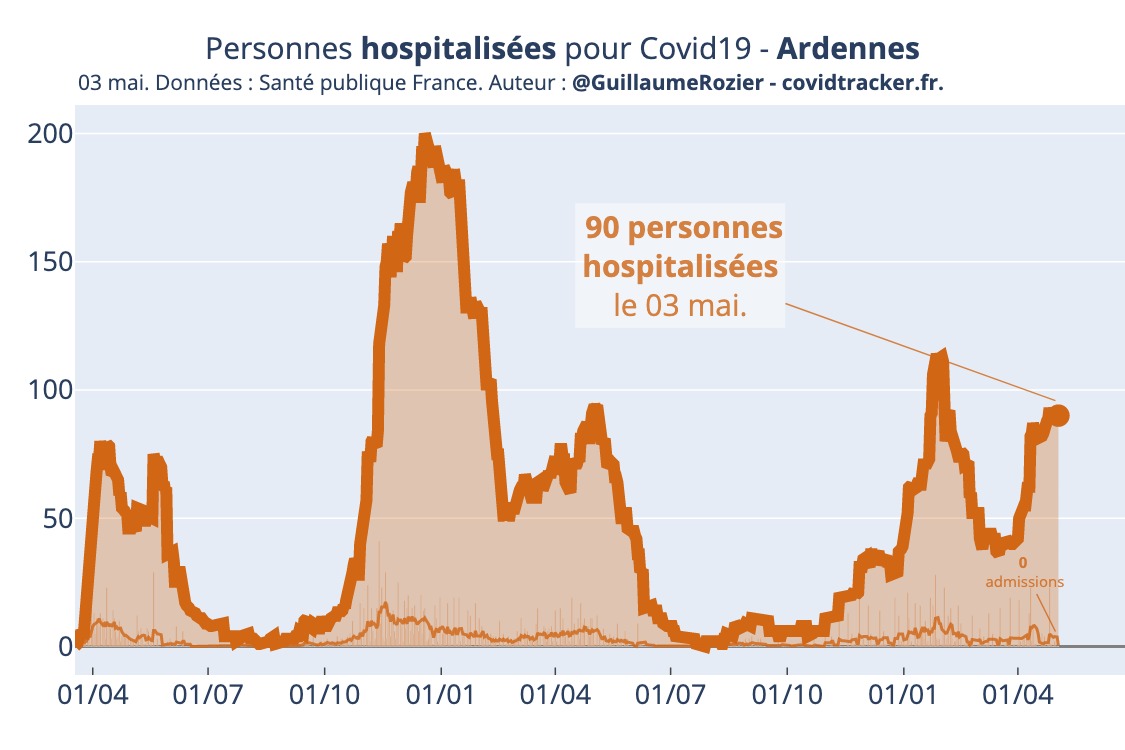 Personnes hospitalisées pour Covid19 - Ardennes
03 mai. Données : Santé publique France. Auteur : @GuillaumeRozier - covidtracker.fr.
200
150
100
50
0
90 personnes
hospitalisées
le 03 mai.
0
admissions
01/04 01/07 01/10 01/01 01/04 01/07 01/10 01/01 01/04